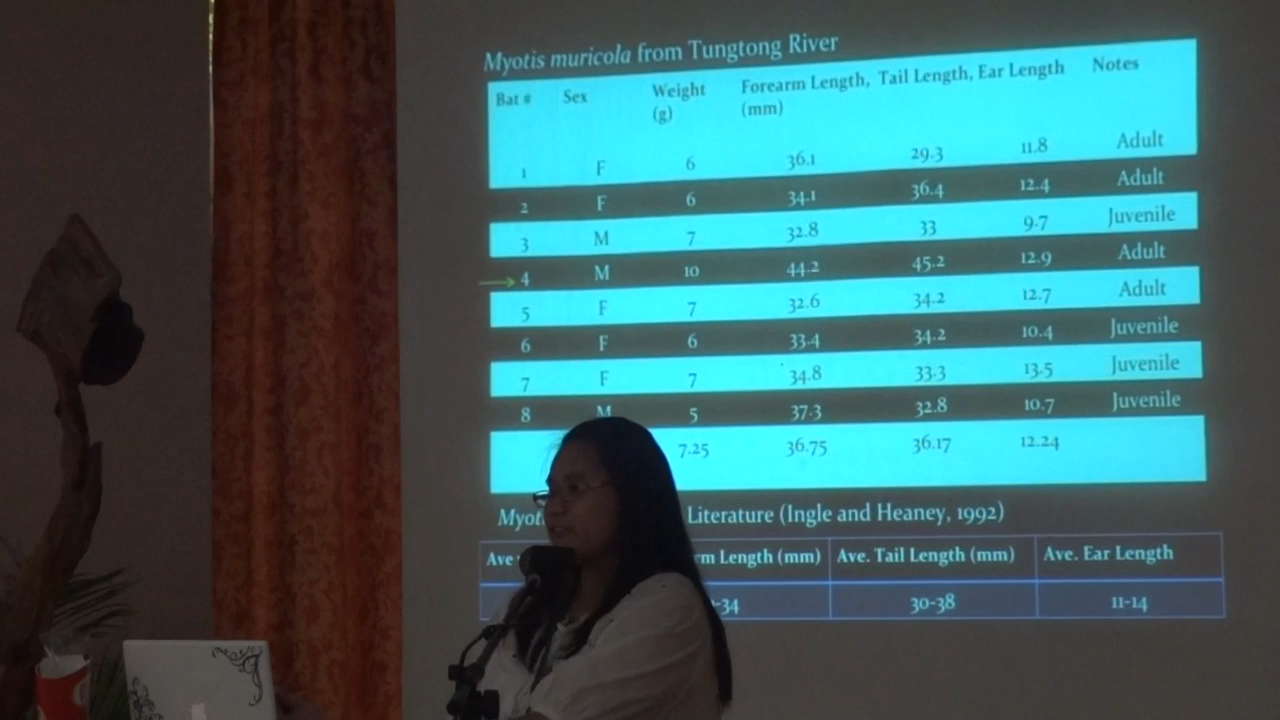 Myotis muricola from Tungtong River
Bat # Sex Weight (g) Forearm Length, Tail Length, Ear Length (mm) Notes
1 F 6 36.1 29.3 11.8 Adult
2 F 6 34.1 36.4 12.4 Adult
3 M 7 32.8 33 9.7 Juvenile
4 M 10 44.2 45.2 12.9 Adult
5 F 7 32.6 34.2 12.7 Adult
6 F 6 33.4 34.2 10.4 Juvenile
7 F 7 34.8 33.3 13.5 Juvenile
8 M 5 37.3 32.8 10.7 Juvenile
7.25 36.75 36.17 12.24
Literature (Ingle and Heaney, 1992)
Ave Length (mm) Ave. Tail Length (mm) Ave. Ear Length
-34 30-38 11-14